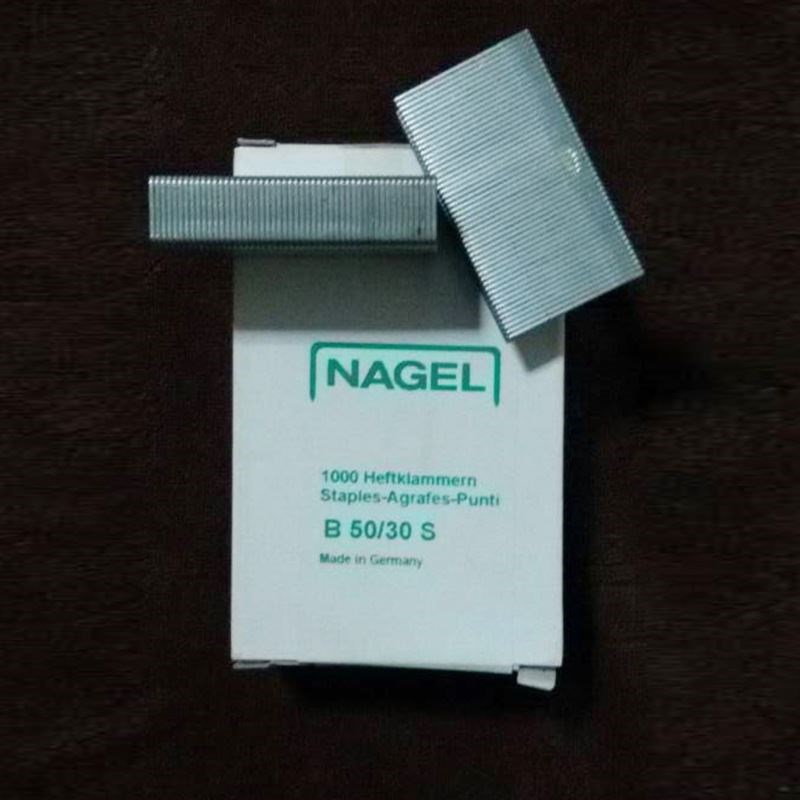 NAGEL
1000 Heftklammern
Staples-Agrafes-Punti
B 50/30 S
Made in Germany